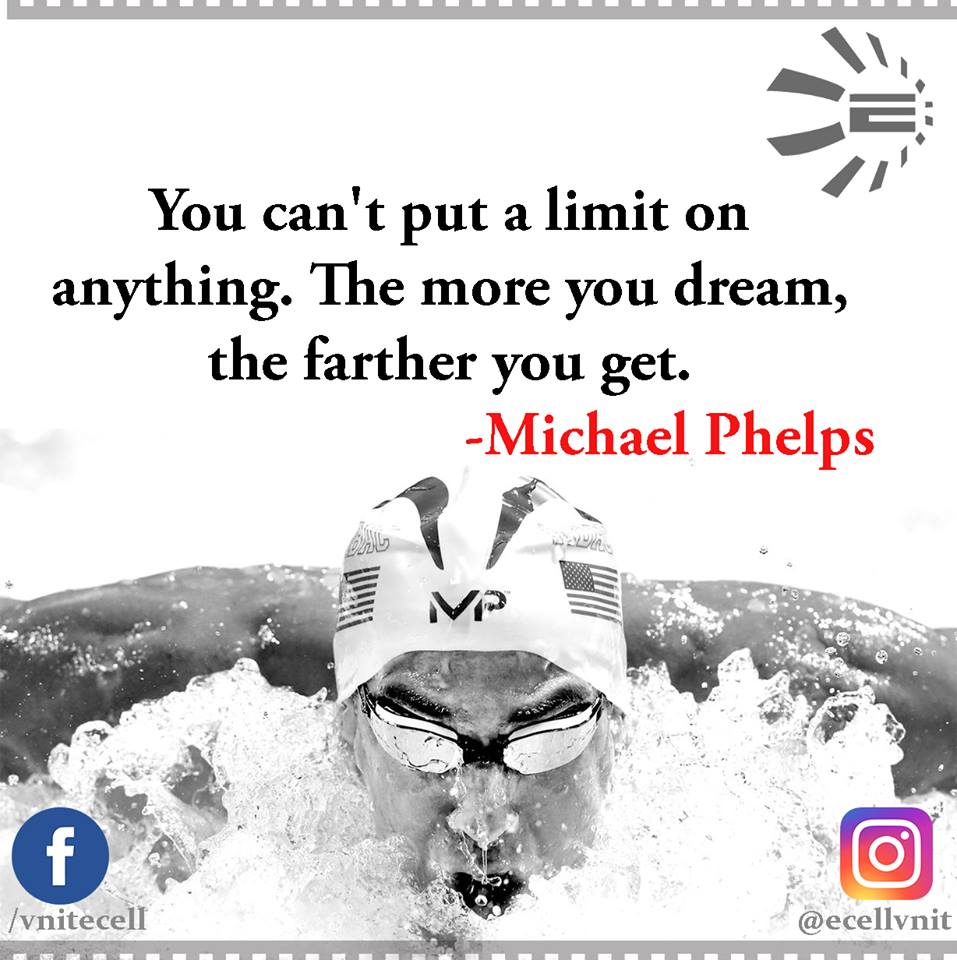 E
You can't put a limit on
anything. The more you dream,
the farther you get.
-Michael Phelps
MP
f
/vnitecell
@ecellvnit